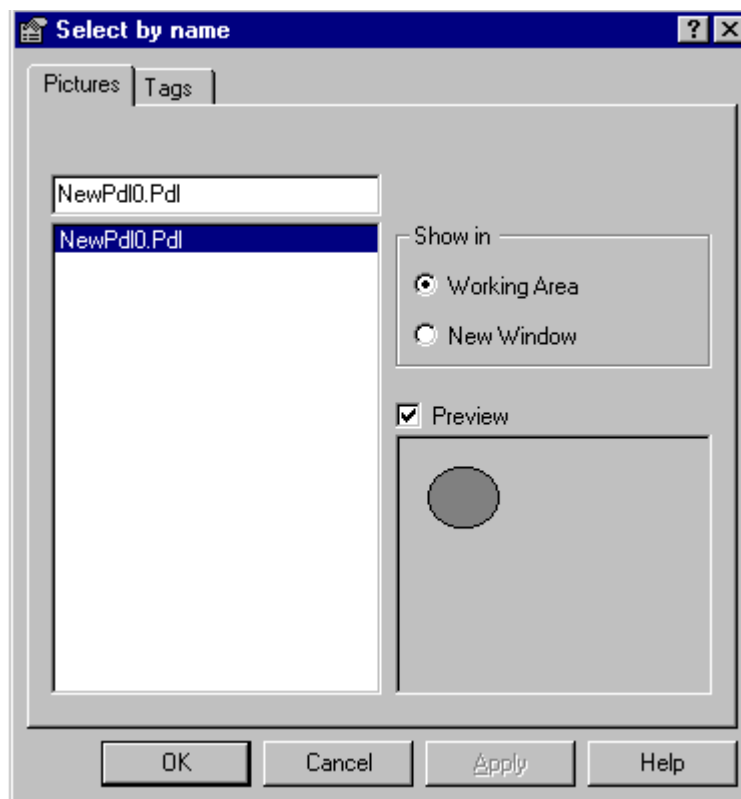 Select by name
Pictures Tags
NewPdl0.Pdl
NewPdl0.Pdl
Show in
Working Area
New Window
Preview
OK Cancel Apply Help